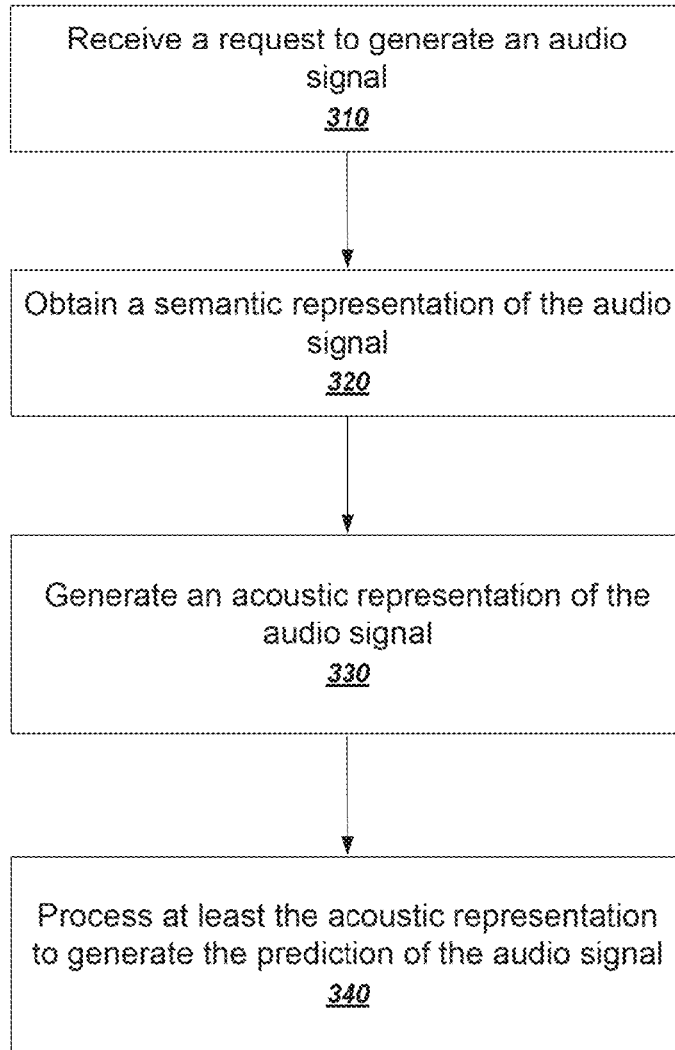 Receive a request to generate an audio
signal
310
Obtain a semantic representation of the audio
signal
320
Generate an acoustic representation of the
audio signal
330
Process at least the acoustic representation
to generate the prediction of the audio signal
340